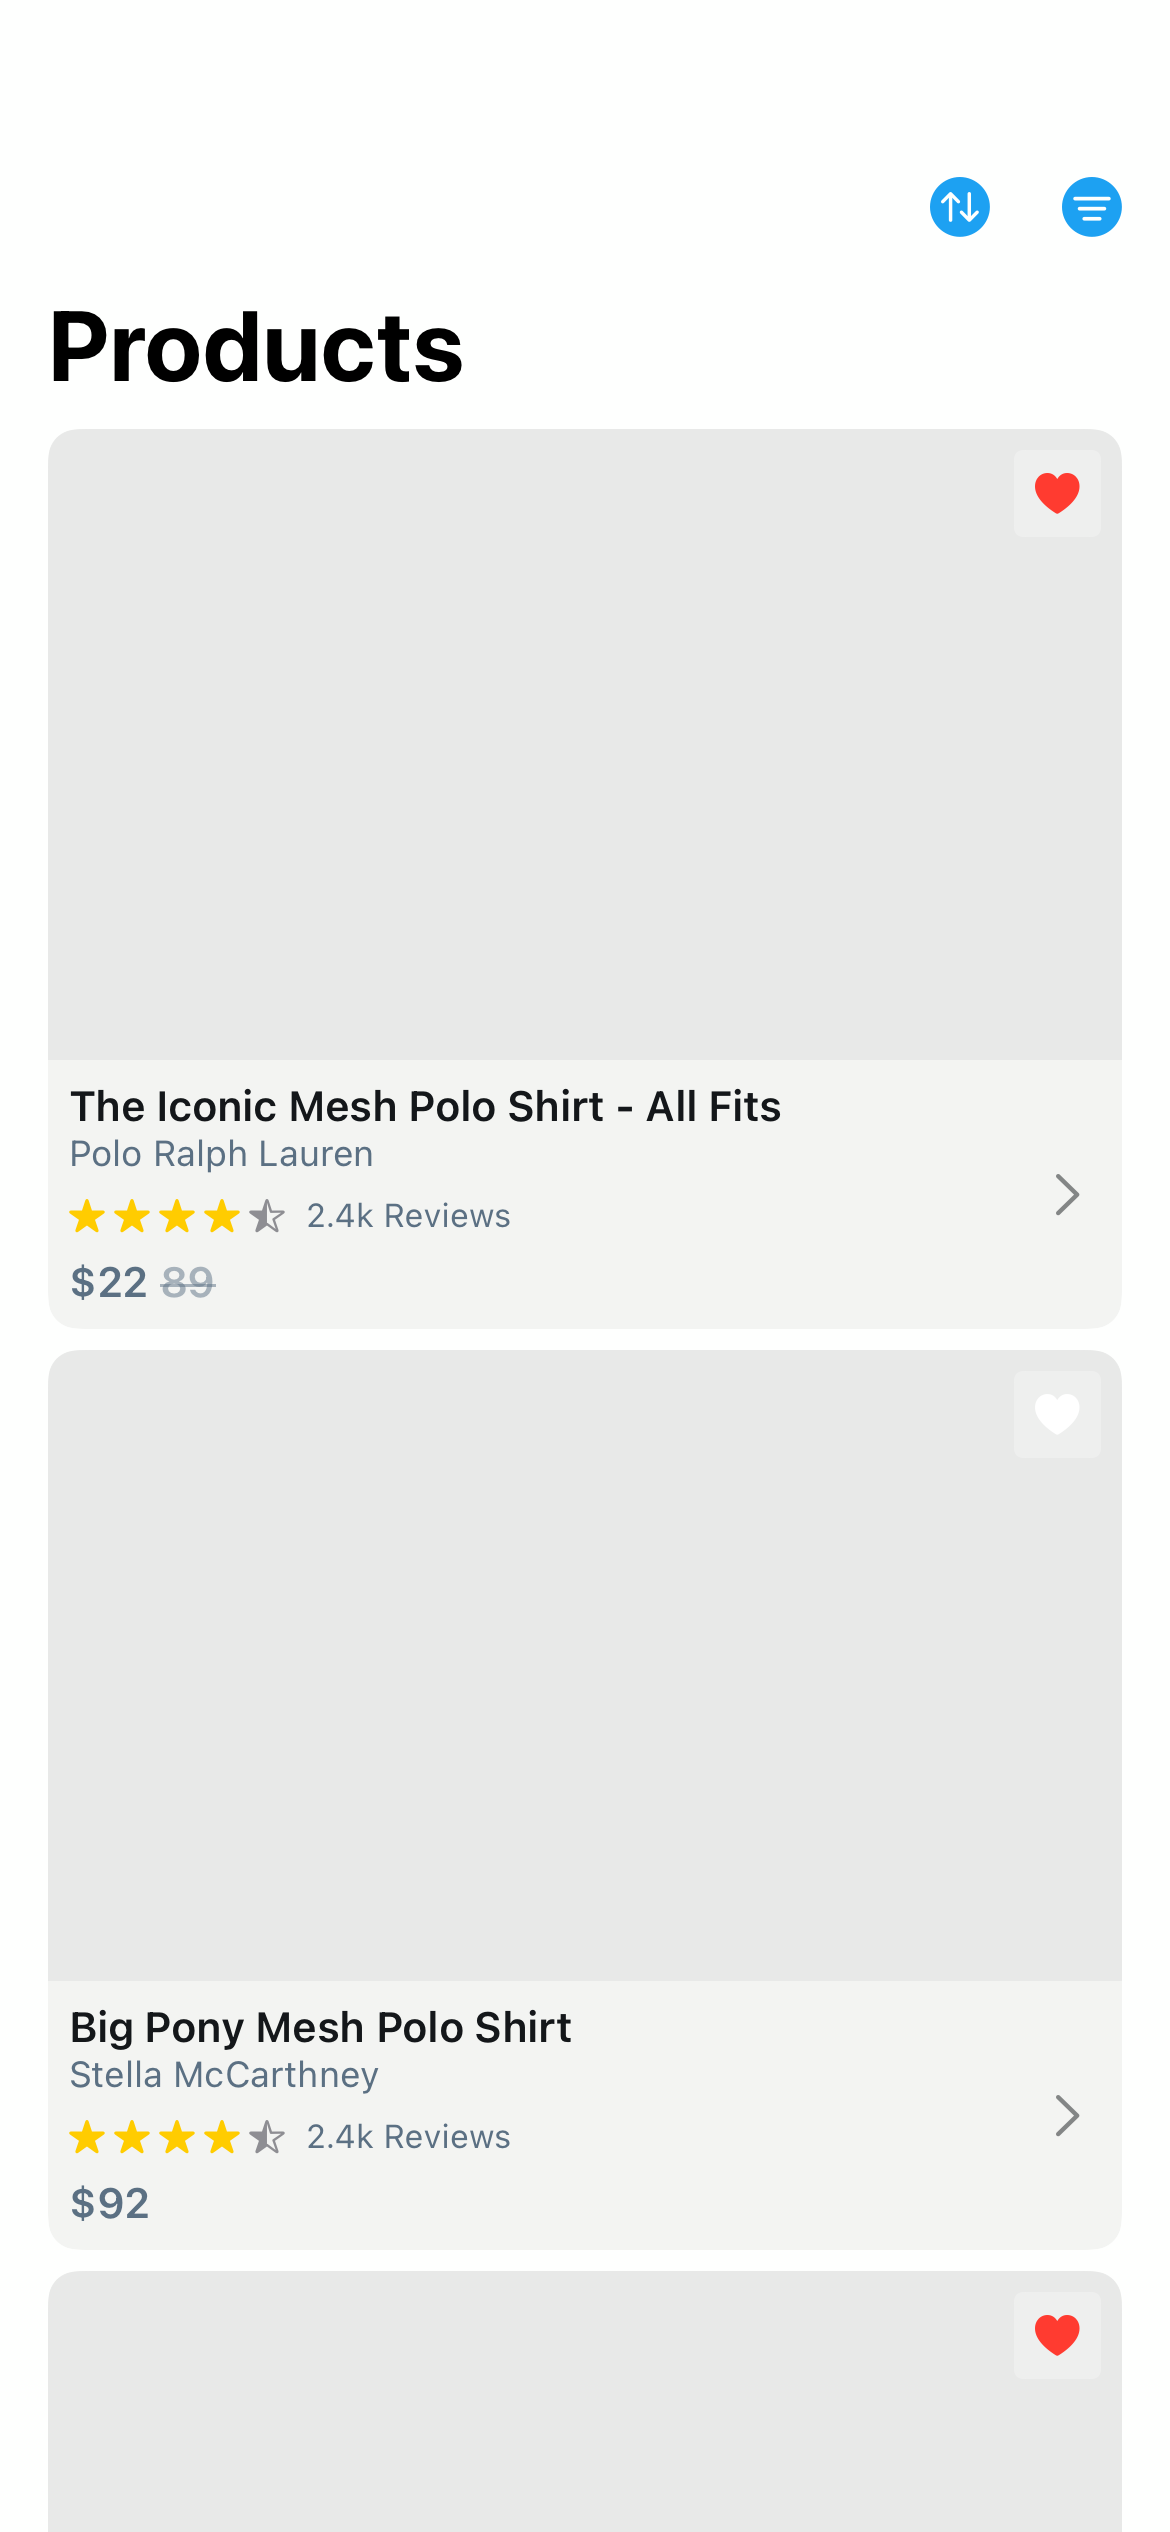 Products
The Iconic Mesh Polo Shirt - All Fits
Polo Ralph Lauren
2.4k Reviews
$22 89
Big Pony Mesh Polo Shirt
Stella McCarthney
2.4k Reviews
$92